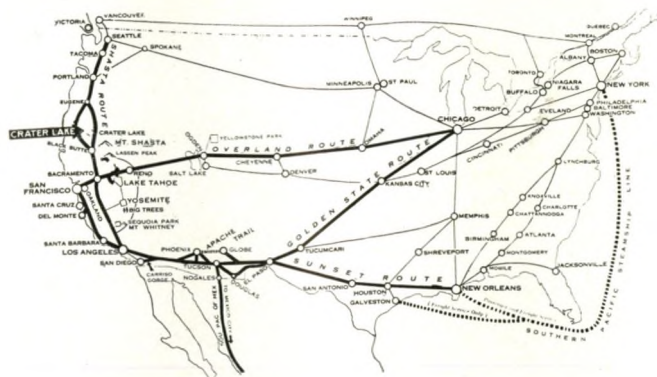 VICTORIA
VANCOUVER
SEATTLE
TACOMA
SPOKANE
PORTLAND
SHASTA ROUTE
EUGENE
CRATER LAKE
CRATER LAKE
BLACK BUTTE
MT. SHASTA
LASSEN PEAK
SACRAMENTO
RENO
LAKE TAHOE
SAN FRANCISCO
OAKLAND
SANTA CRUZ
DEL MONTE
YOSEMITE
BIG TREES
SEQUOIA PARK
MT WHITNEY
SANTA BARBARA
LOS ANGELES
SAN DIEGO
CARRISO GORGE
PHOENIX
APACHE TRAIL
GLOBE
TUCSON
NOGALES
DOUGLAS
EL PASO
SOU PAC OF MEX
OGDEN
SALT LAKE
YELLOWSTONE PARK
OVERLAND ROUTE
CHEYENNE
DENVER
OMAHA
GOLDEN STATE ROUTE
TUCUMCARI
SUNSET ROUTE
SAN ANTONIO
HOUSTON
GALVESTON
WINNIPEG
MINNEAPOLIS
ST PAUL
CHICAGO
KANSAS CITY
ST LOUIS
MEMPHIS
SHREVEPORT
NEW ORLEANS
DETROIT
CINCINNATI
TORONTO
NIAGARA FALLS
BUFFALO
CLEVELAND
PITTSBURGH
QUEBEC
MONTREAL
BOSTON
ALBANY
NEW YORK
PHILADELPHIA
BALTIMORE
WASHINGTON
LYNCHBURG
KNOXVILLE
CHARLOTTE
CHATTANOOGA
BIRMINGHAM
ATLANTA
MONTGOMERY
MOBILE
JACKSONVILLE
SOUTHERN PACIFIC STEAMSHIP LINE